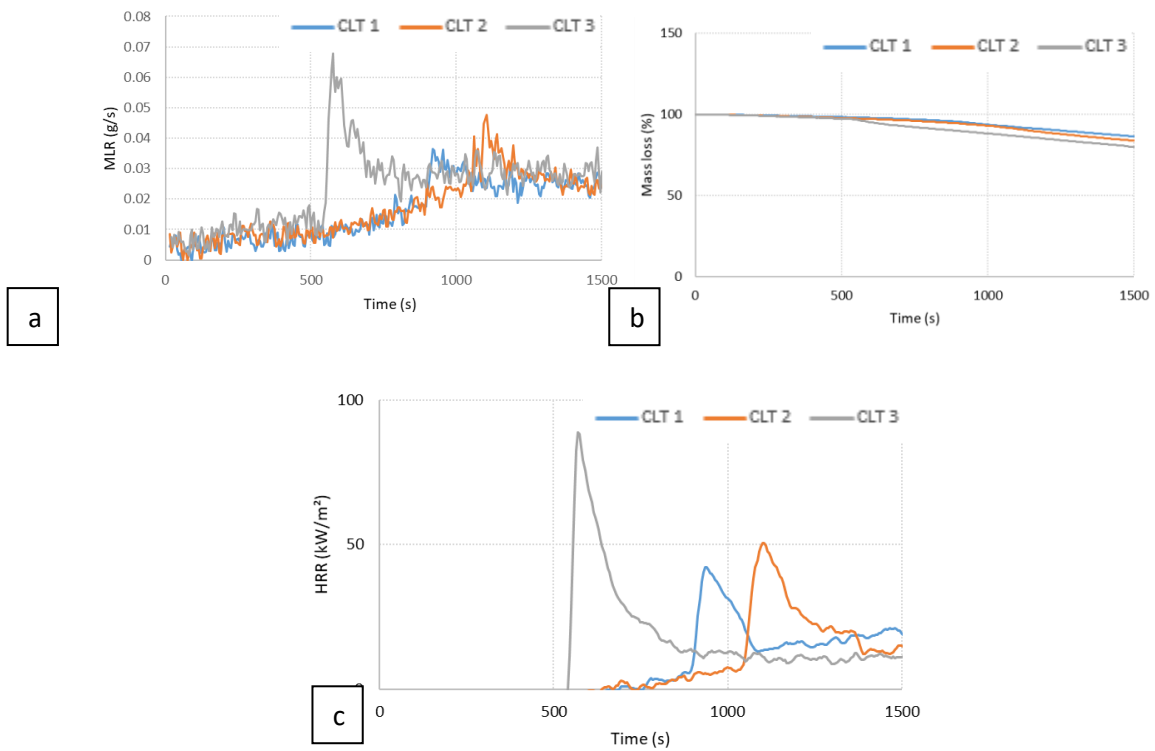 CLT 1 CLT 2 CLT 3
0.08
0.07
0.06
0.05
0.04
0.03
0.02
0.01
0
MLR (g/s)
0 500 1000 1500
Time (s)
a
CLT 1 CLT 2 CLT 3
150
100
50
0
Mass loss (%)
0 500 1000 1500
Time (s)
b
CLT 1 CLT 2 CLT 3
100
50
0
HRR (kW/m²)
0 500 1000 1500
Time (s)
c